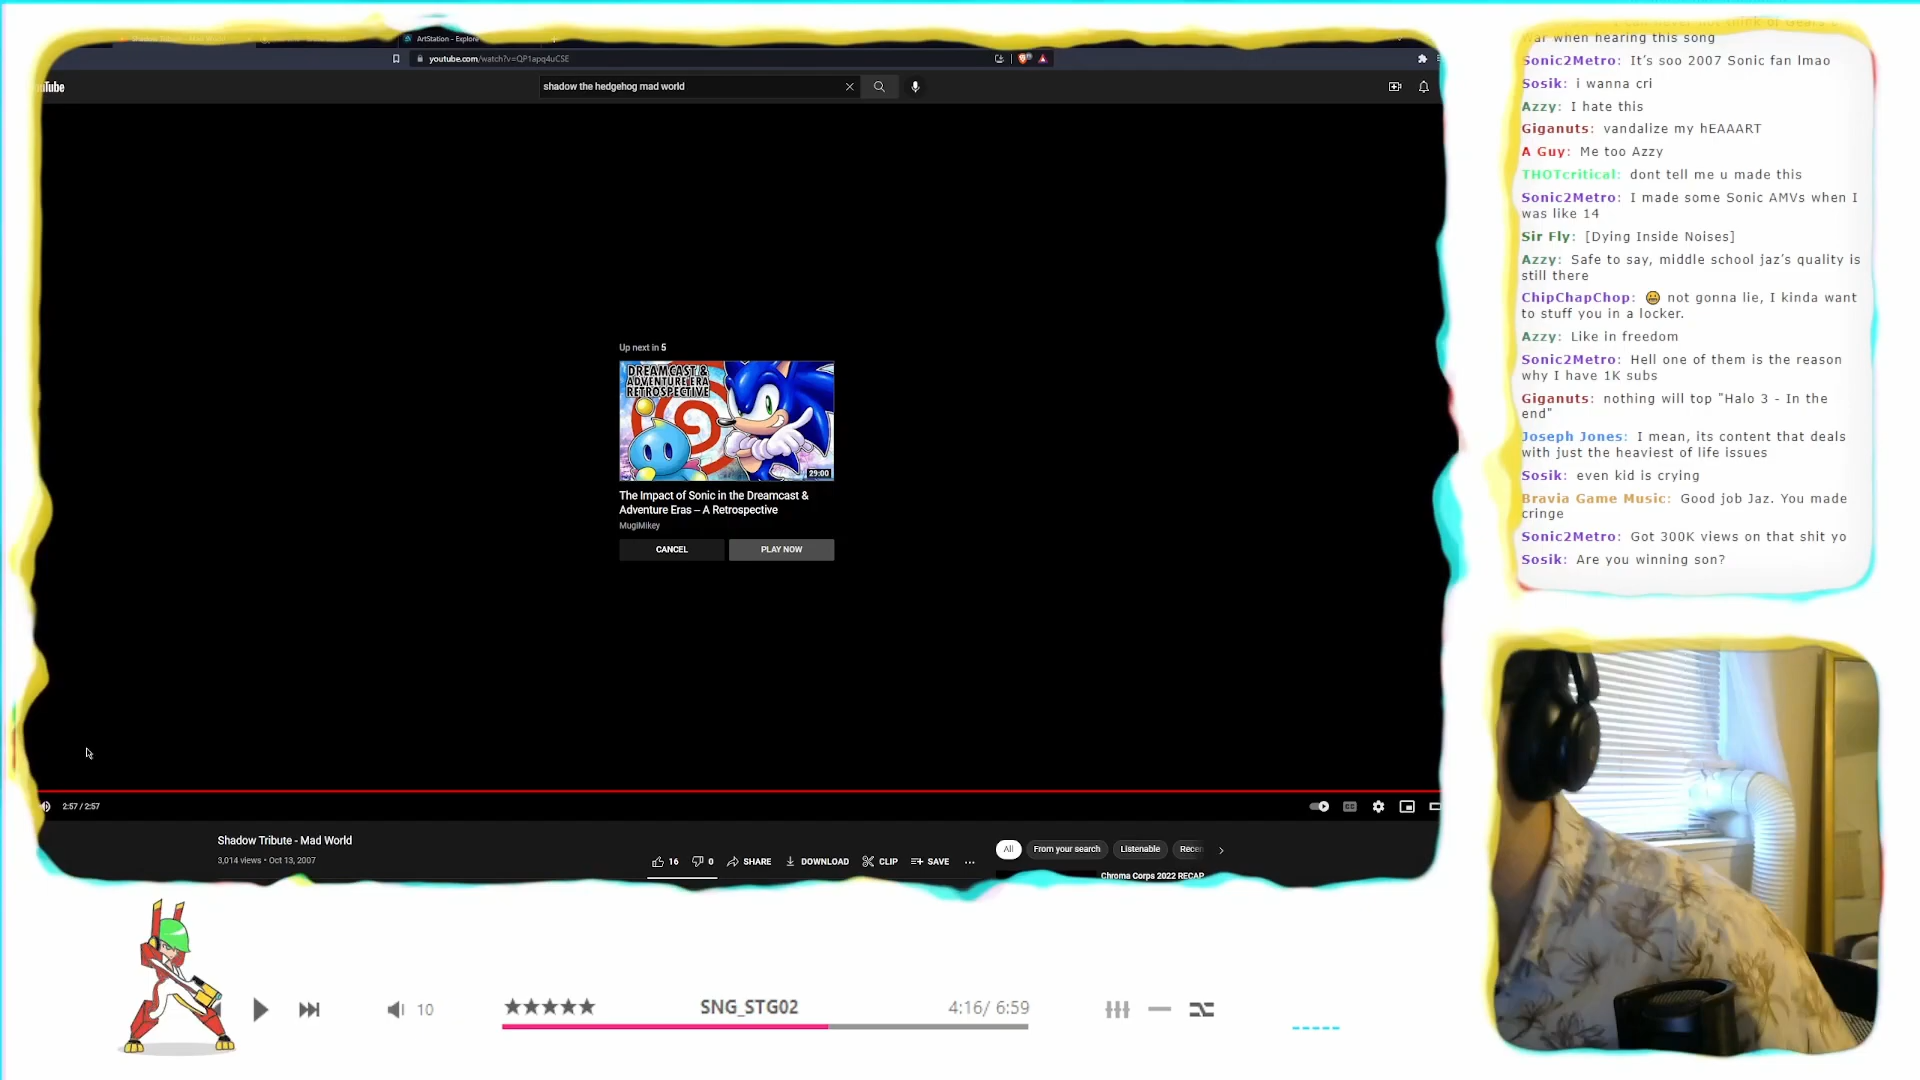 ArtStation - Explore
youtube.com/watch?v=QP1apq4uCSE
Tube
shadow the hedgehog mad world
Up next in 5
DREAMCAST &
ADVENTURE ERA
RETROSPECTIVE
29:00
The Impact of Sonic in the Dreamcast &
Adventure Eras – A Retrospective
MugiMikey
CANCEL
PLAY NOW
2:57 / 2:57
CC
Shadow Tribute - Mad World
3,014 views • Oct 13, 2007
16
0
SHARE
DOWNLOAD
CLIP
SAVE
...
All
From your search
Listenable
Recen
Chroma Corps 2022 RECAP
war when hearing this song
Sonic2Metro: It's soo 2007 Sonic fan lmao
Sosik: i wanna cri
Azzy: I hate this
Giganuts: vandalize my hEAAART
A Guy: Me too Azzy
THOTcritical: dont tell me u made this
Sonic2Metro: I made some Sonic AMVs when I
was like 14
Sir Fly: [Dying Inside Noises]
Azzy: Safe to say, middle school jaz's quality is
still there
ChipChapChop: 😀 not gonna lie, I kinda want
to stuff you in a locker.
Azzy: Like in freedom
Sonic2Metro: Hell one of them is the reason
why I have 1K subs
Giganuts: nothing will top "Halo 3 - In the
end"
Joseph Jones: I mean, its content that deals
with just the heaviest of life issues
Sosik: even kid is crying
Bravia Game Music: Good job Jaz. You made
cringe
Sonic2Metro: Got 300K views on that shit yo
Sosik: Are you winning son?
10
★★★★★
SNG_STG02
4:16/ 6:59